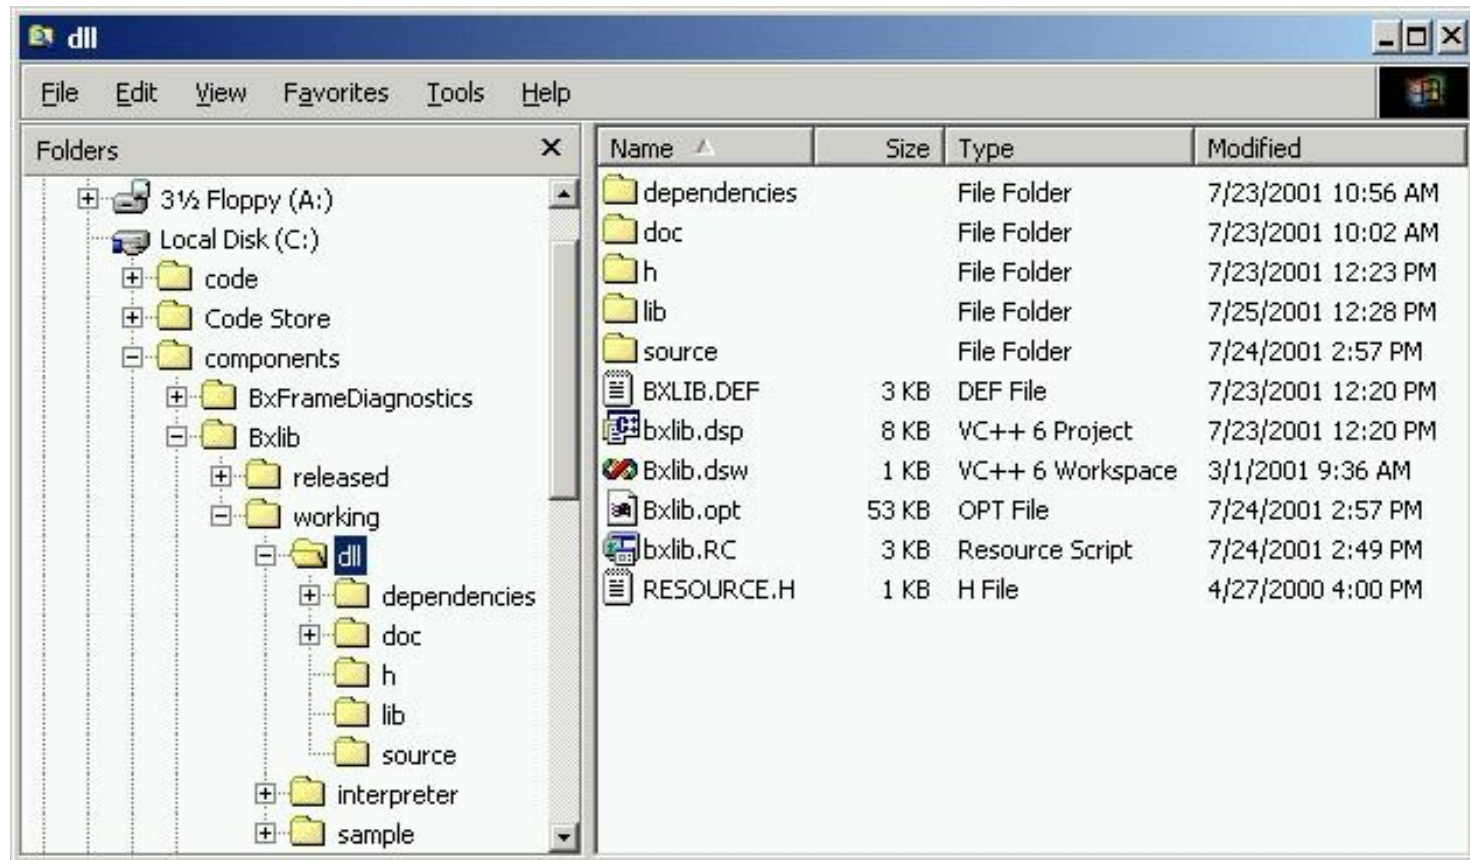 dll
File Edit View Favorites Tools Help
Folders
3½ Floppy (A:)
Local Disk (C:)
code
Code Store
components
BxFrameDiagnostics
Bxlib
released
working
dll
dependencies
doc
h
lib
source
interpreter
sample
Name Size Type Modified
dependencies File Folder 7/23/2001 10:56 AM
doc File Folder 7/23/2001 10:02 AM
h File Folder 7/23/2001 12:23 PM
lib File Folder 7/25/2001 12:28 PM
source File Folder 7/24/2001 2:57 PM
BXLIB.DEF 3 KB DEF File 7/23/2001 12:20 PM
bxlib.dsp 8 KB VC++ 6 Project 7/23/2001 12:20 PM
Bxlib.dsw 1 KB VC++ 6 Workspace 3/1/2001 9:36 AM
Bxlib.opt 53 KB OPT File 7/24/2001 2:57 PM
bxlib.RC 3 KB Resource Script 7/24/2001 2:49 PM
RESOURCE.H 1 KB H File 4/27/2000 4:00 PM